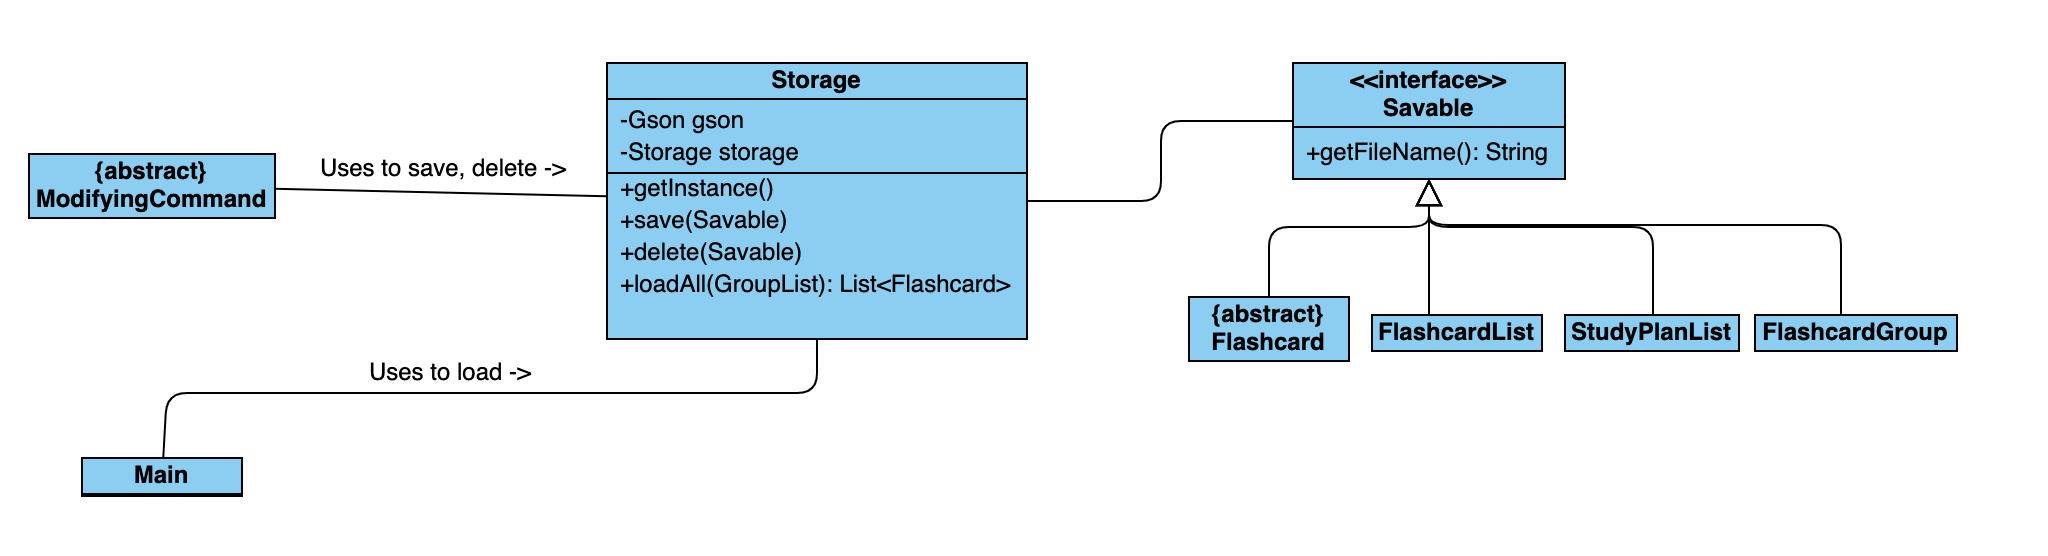 Storage
-Gson gson
-Storage storage
+getInstance()
+save(Savable)
+delete(Savable)
+loadAll(GroupList): List<Flashcard>
<<interface>>
Savable
+getFileName(): String
{abstract}
ModifyingCommand
Uses to save, delete ->
{abstract}
Flashcard
FlashcardList
StudyPlanList
FlashcardGroup
Uses to load ->
Main